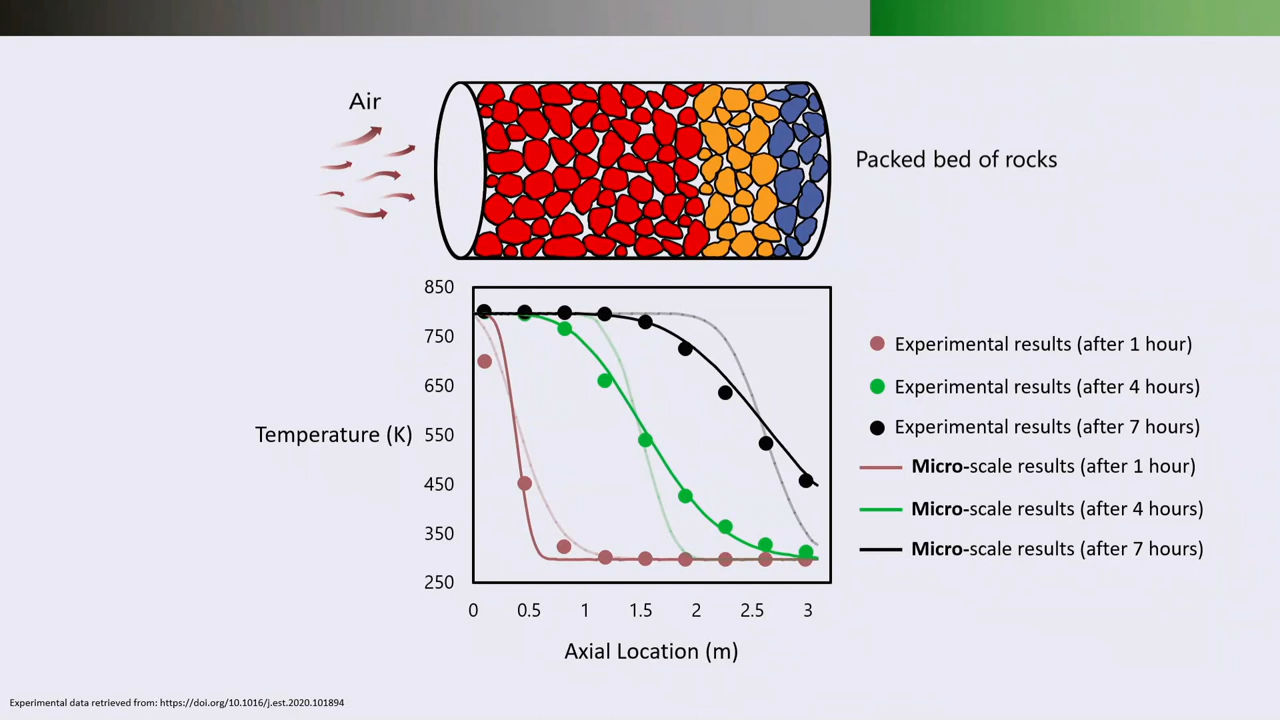 Air
Packed bed of rocks
850
750
650
550
450
350
250
Temperature (K)
0 0.5 1 1.5 2 2.5 3
Axial Location (m)
Experimental results (after 1 hour)
Experimental results (after 4 hours)
Experimental results (after 7 hours)
Micro-scale results (after 1 hour)
Micro-scale results (after 4 hours)
Micro-scale results (after 7 hours)
Experimental data retrieved from: https://doi.org/10.1016/j.est.2020.101894